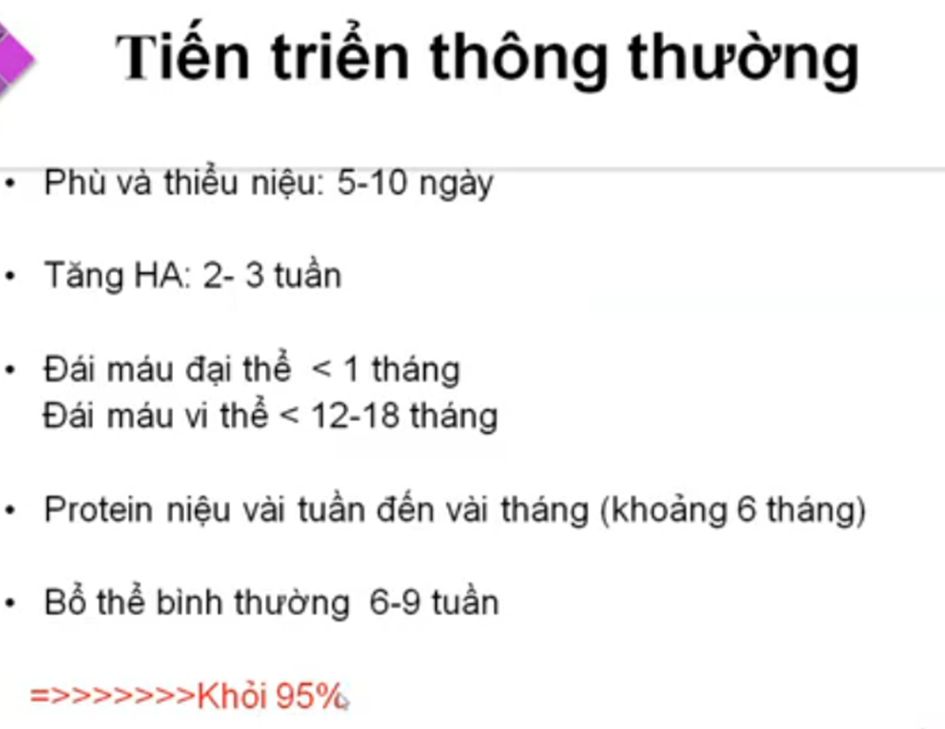 Tiến triển thông thường
• Phù và thiểu niệu: 5-10 ngày
• Tăng HA: 2- 3 tuần
• Đái máu đại thể < 1 tháng
Đái máu vi thể < 12-18 tháng
• Protein niệu vài tuần đến vài tháng (khoảng 6 tháng)
• Bổ thể bình thường 6-9 tuần
=>>>>>>>>Khỏi 95%